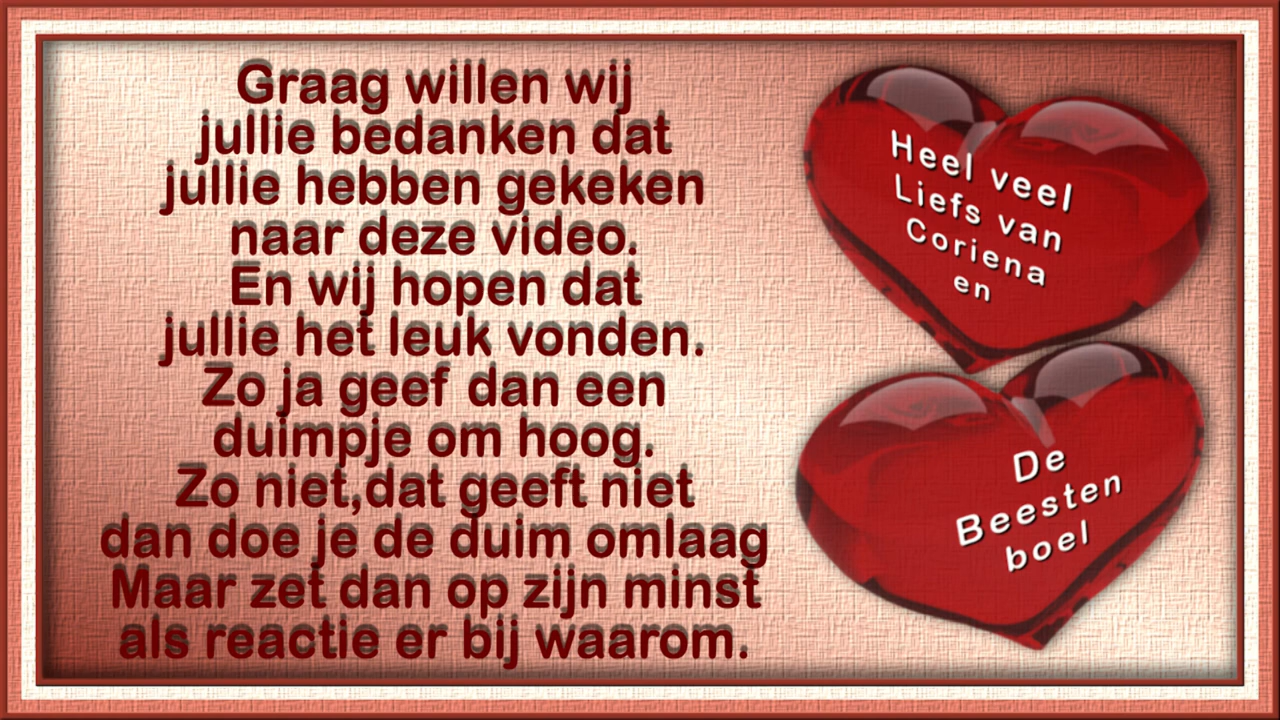 Graag willen wij
jullie bedanken dat
jullie hebben gekeken
naar deze video.
En wij hopen dat
jullie het leuk vonden.
Zo ja geef dan een
duimpje om hoog.
Zo niet,dat geeft niet
dan doe je de duim omlaag
Maar zet dan op zijn minst
als reactie er bij waarom.
Heel veel
Liefs van
Coriena
en
De
Beesten
boel